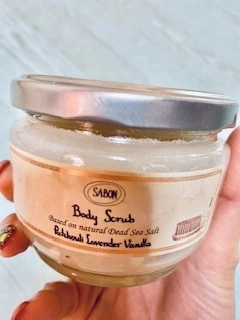 SABON
Body Scrub
Based on natural Dead Sea Salt
Patchouli Lavender Vanilla